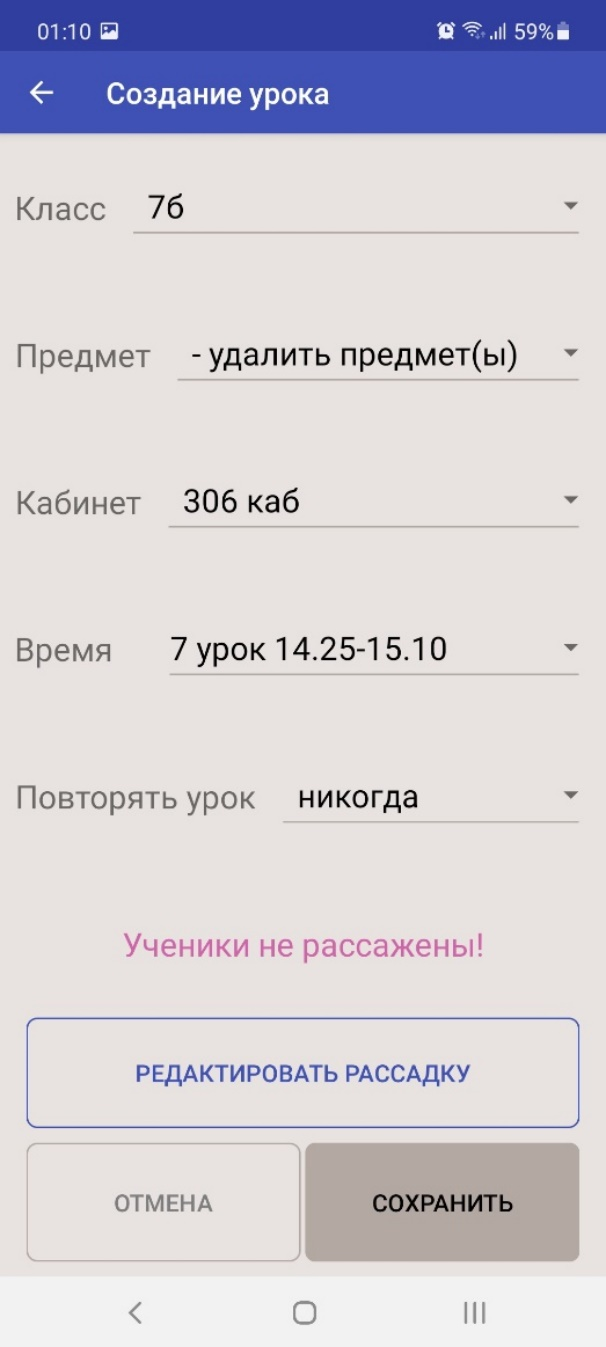 01:10 59%
Создание урока
Класс 7б
Предмет - удалить предмет(ы)
Кабинет 306 каб
Время 7 урок 14.25-15.10
Повторять урок никогда
Ученики не рассажены!
РЕДАКТИРОВАТЬ РАССАДКУ
ОТМЕНА СОХРАНИТЬ